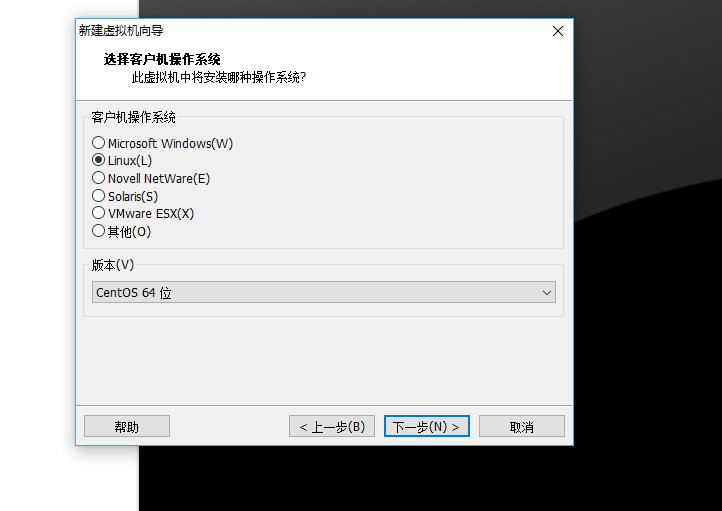 新建虚拟机向导
选择客户机操作系统
此虚拟机中将安装哪种操作系统?
客户机操作系统
Microsoft Windows(W)
Linux(L)
Novell NetWare(E)
Solaris(S)
VMware ESX(X)
其他(O)
版本(V)
CentOS 64 位
帮助
< 上一步(B)
下一步(N) >
取消